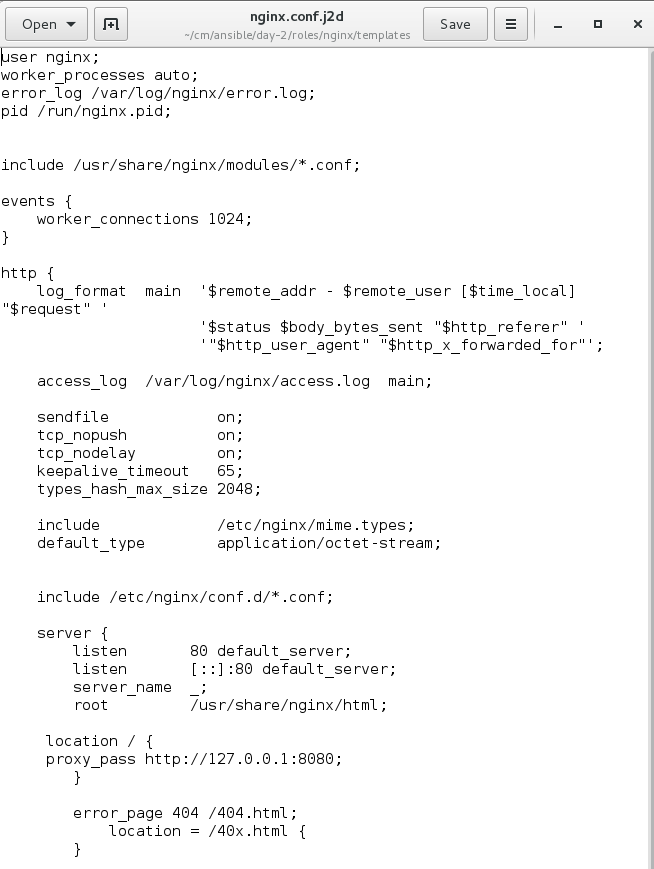 Open
nginx.conf.j2d
~/cm/ansible/day-2/roles/nginx/templates
Save
user nginx;
worker_processes auto;
error_log /var/log/nginx/error.log;
pid /run/nginx.pid;
include /usr/share/nginx/modules/*.conf;
events {
    worker_connections 1024;
}
http {
    log_format  main  '$remote_addr - $remote_user [$time_local]
"$request" '
                      '$status $body_bytes_sent "$http_referer" '
                      '"$http_user_agent" "$http_x_forwarded_for"';
    access_log  /var/log/nginx/access.log  main;
    sendfile            on;
    tcp_nopush          on;
    tcp_nodelay         on;
    keepalive_timeout   65;
    types_hash_max_size 2048;
    include             /etc/nginx/mime.types;
    default_type        application/octet-stream;
    include /etc/nginx/conf.d/*.conf;
    server {
        listen       80 default_server;
        listen       [::]:80 default_server;
        server_name  _;
        root         /usr/share/nginx/html;
     location / {
     proxy_pass http://127.0.0.1:8080;
        }
        error_page 404 /404.html;
            location = /40x.html {
        }